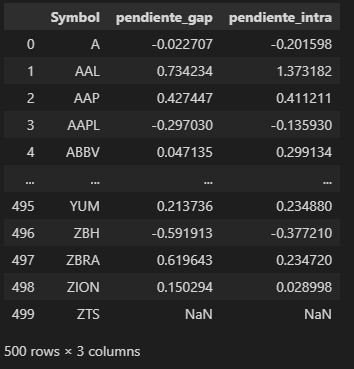 Symbol pendiente_gap pendiente_intra
0 A -0.022707 -0.201598
1 AAL 0.734234 1.373182
2 AAP 0.427447 0.411211
3 AAPL -0.297030 -0.135930
4 ABBV 0.047135 0.299134
... ... ... ...
495 YUM 0.213736 0.234880
496 ZBH -0.591913 -0.377210
497 ZBRA 0.619643 0.234720
498 ZION 0.150294 0.028998
499 ZTS NaN NaN
500 rows × 3 columns